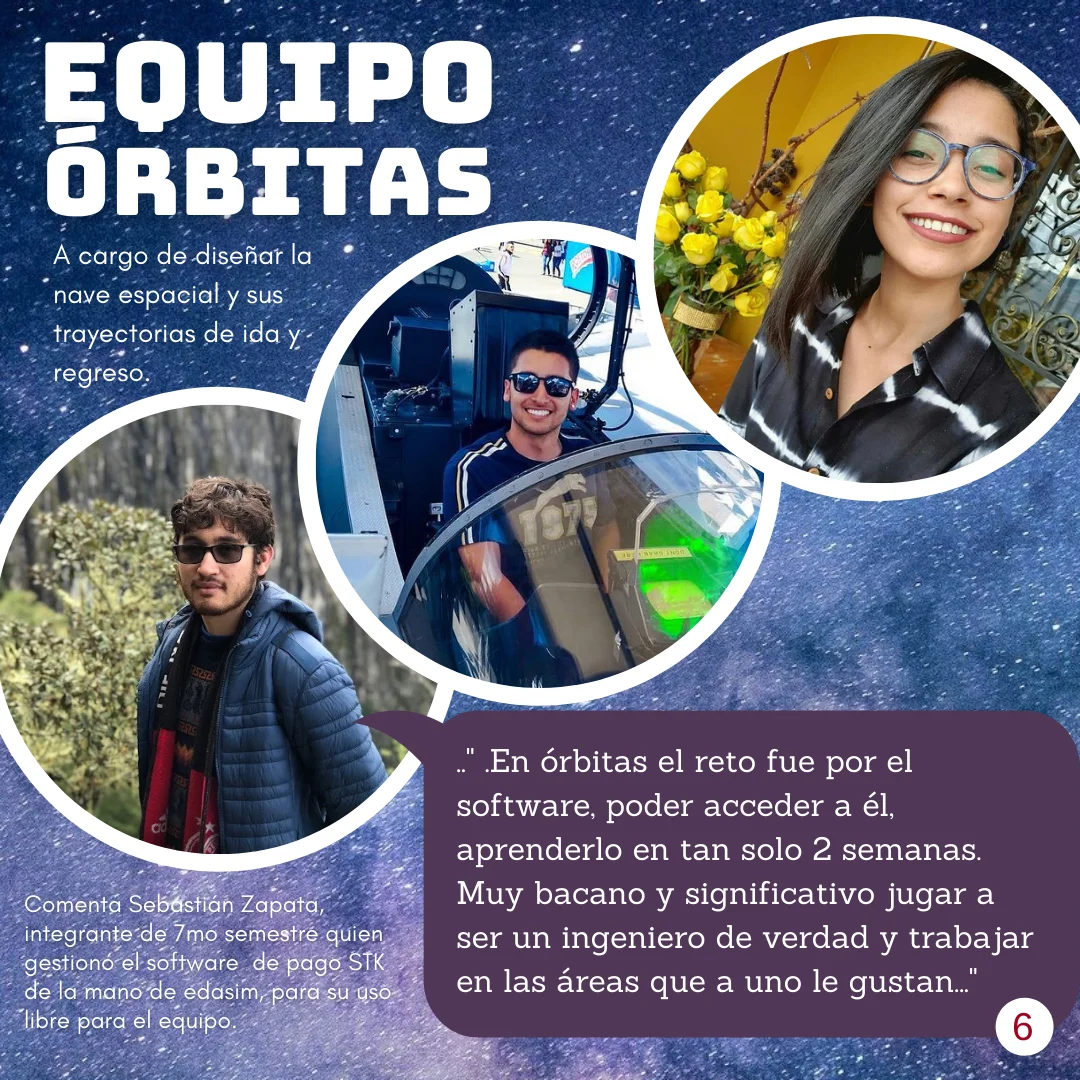 EQUIPO
ÓRBITAS
A cargo de diseñar la
nave espacial y sus
trayectorias de ida y
regreso.
1975
.." .En órbitas el reto fue por el
software, poder acceder a él,
aprenderlo en tan solo 2 semanas.
Muy bacano y significativo jugar a
ser un ingeniero de verdad y trabajar
en las áreas que a uno le gustan..."
Comenta Sebastián Zapata,
integrante de 7mo semestre quien
gestionó el software  de pago STK
de la mano de edasim, para su uso
libre para el equipo.
6